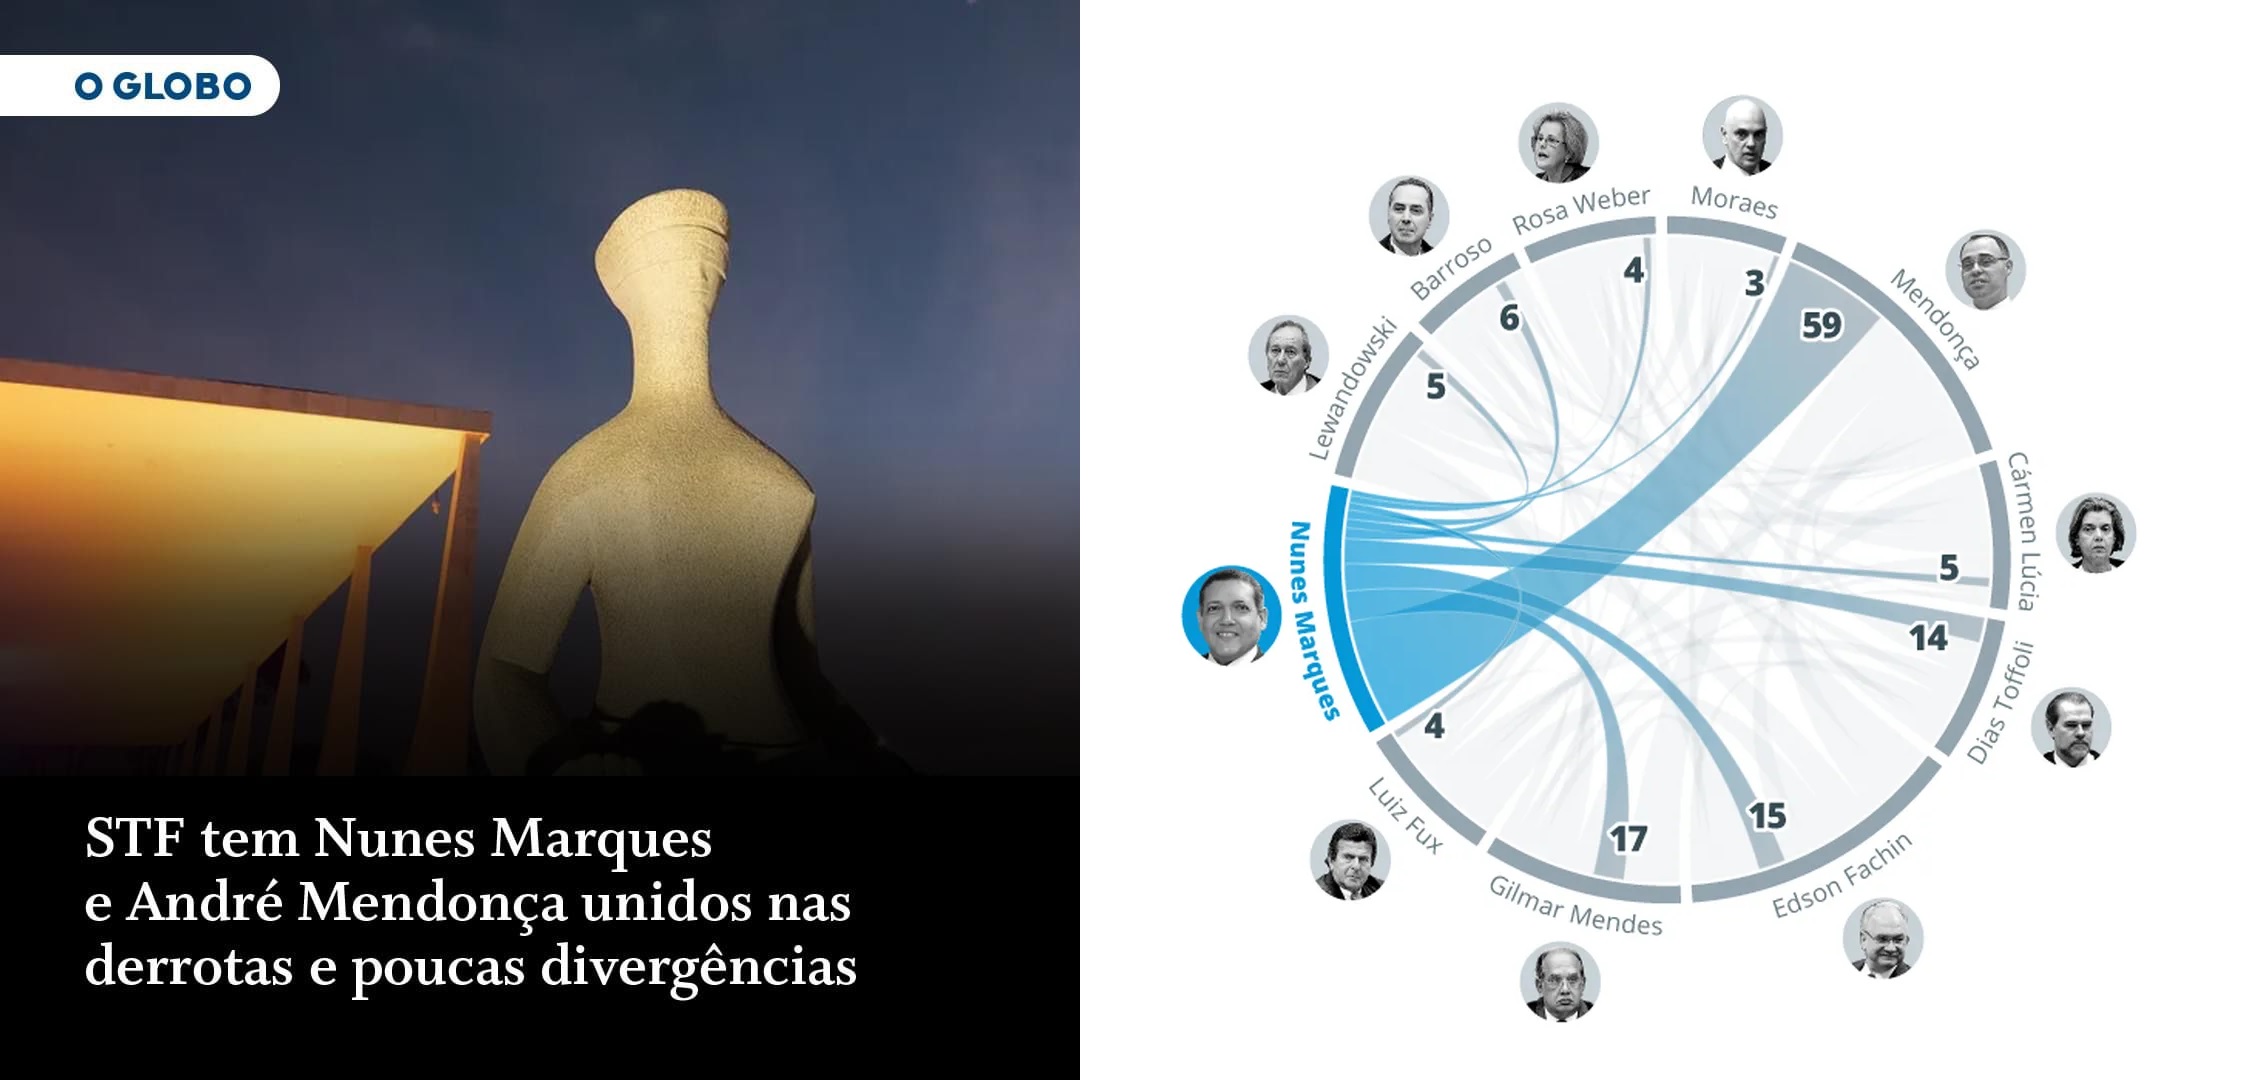 O GLOBO
STF tem Nunes Marques
e André Mendonça unidos nas
derrotas e poucas divergências
Rosa Weber
Moraes
Barroso
Mendonça
Lewandowski
Cármen Lúcia
Nunes Marques
Dias Toffoli
Luiz Fux
Edson Fachin
Gilmar Mendes
4
3
59
6
5
5
14
4
15
17